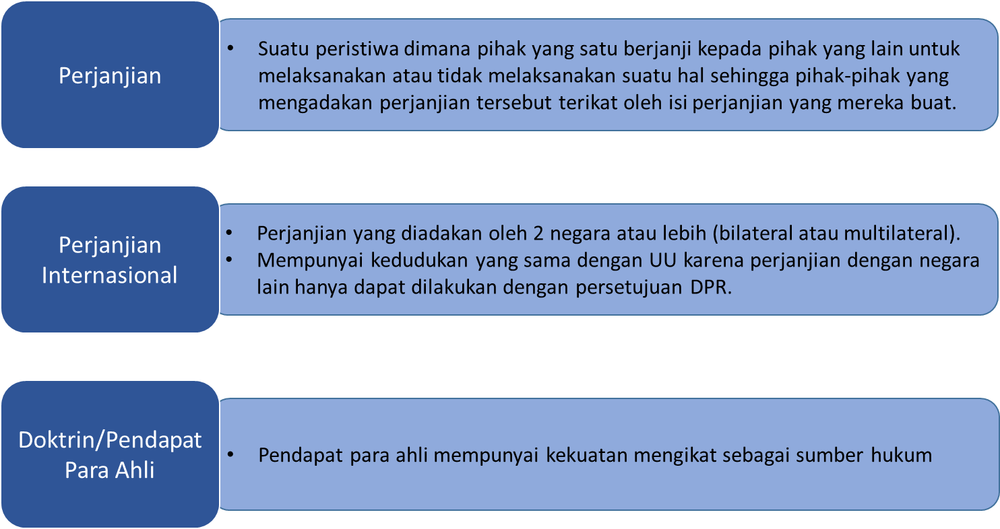 Perjanjian
• Suatu peristiwa dimana pihak yang satu berjanji kepada pihak yang lain untuk
melaksanakan atau tidak melaksanakan suatu hal sehingga pihak-pihak yang
mengadakan perjanjian tersebut terikat oleh isi perjanjian yang mereka buat.
Perjanjian
Internasional
• Perjanjian yang diadakan oleh 2 negara atau lebih (bilateral atau multilateral).
• Mempunyai kedudukan yang sama dengan UU karena perjanjian dengan negara
lain hanya dapat dilakukan dengan persetujuan DPR.
Doktrin/Pendapat
Para Ahli
• Pendapat para ahli mempunyai kekuatan mengikat sebagai sumber hukum